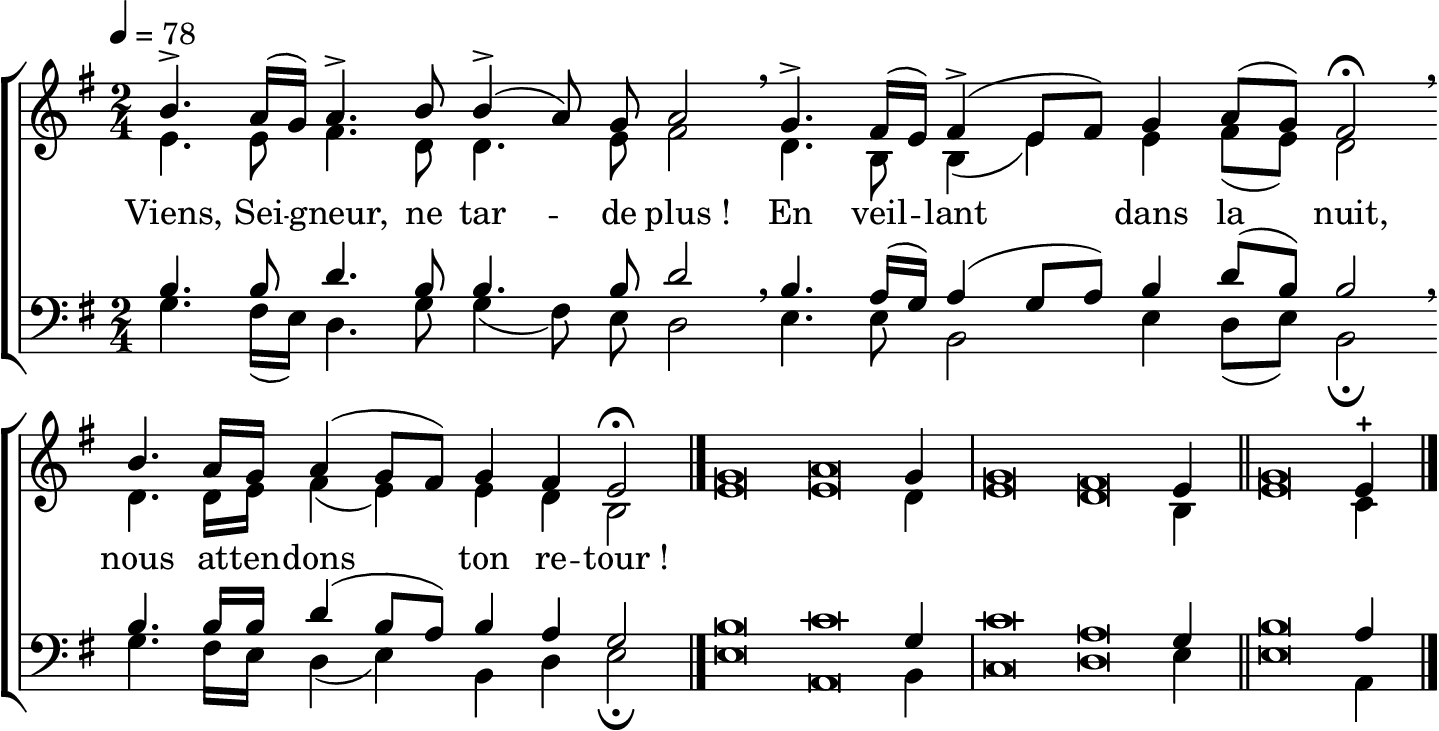 ♩ = 78
Viens, Sei -- gneur, ne tar -- de plus ! En veil -- lant dans la nuit,
nous attendons ton re -- tour !